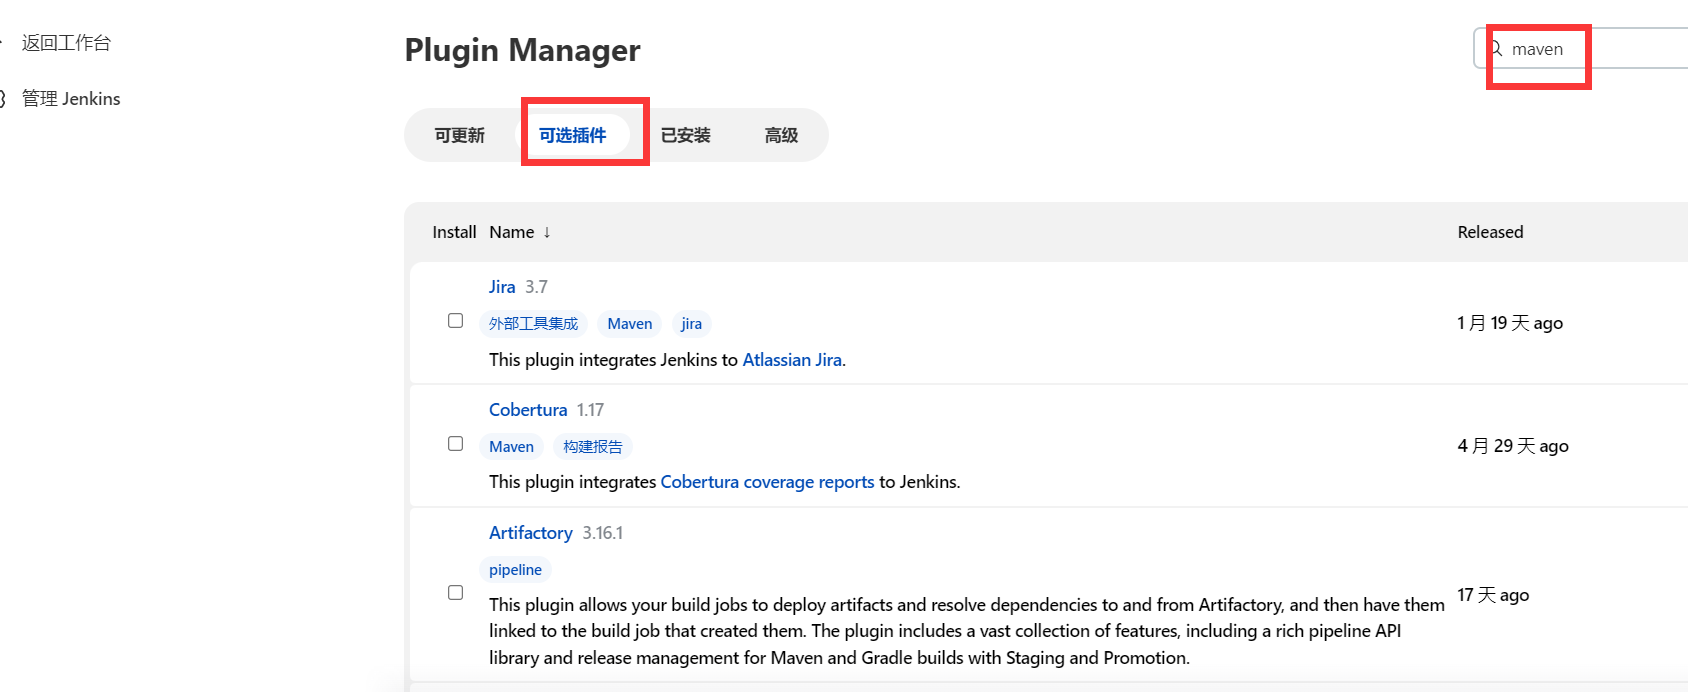 返回工作台
管理 Jenkins
Plugin Manager
maven
可更新 可选插件 已安装 高级
Install Name ↓ Released
Jira 3.7
外部工具集成 Maven jira
1 月 19 天 ago
This plugin integrates Jenkins to Atlassian Jira.
Cobertura 1.17
Maven 构建报告
4 月 29 天 ago
This plugin integrates Cobertura coverage reports to Jenkins.
Artifactory 3.16.1
pipeline
17 天 ago
This plugin allows your build jobs to deploy artifacts and resolve dependencies to and from Artifactory, and then have them
linked to the build job that created them. The plugin includes a vast collection of features, including a rich pipeline API
library and release management for Maven and Gradle builds with Staging and Promotion.